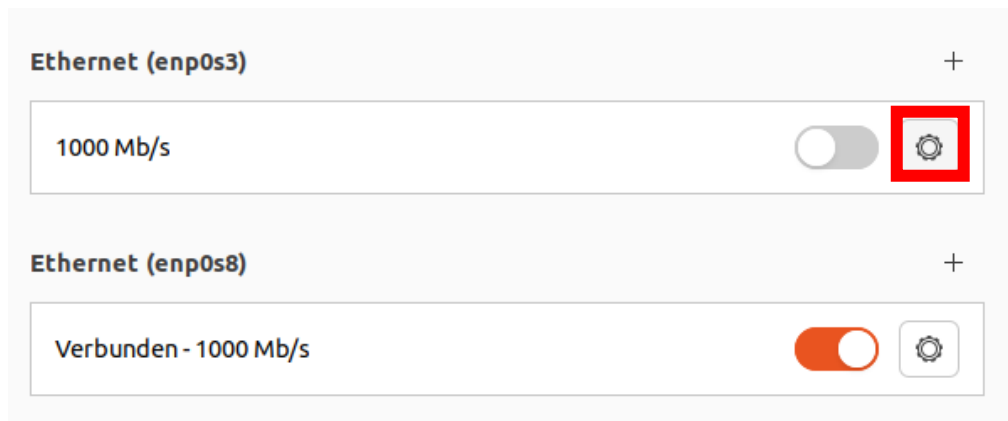 Ethernet (enp0s3)
1000 Mb/s
Ethernet (enp0s8)
Verbunden - 1000 Mb/s